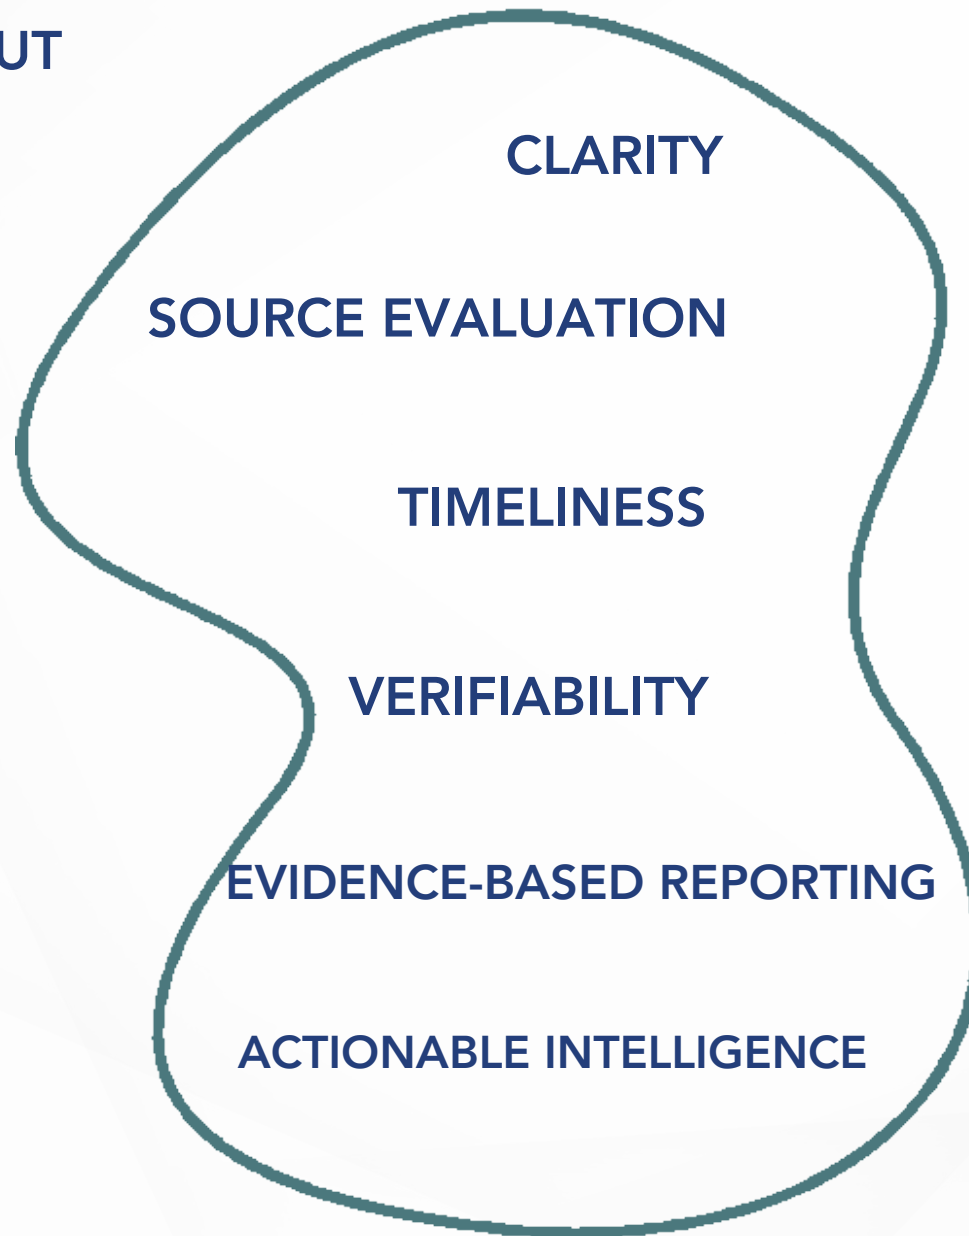 UT
CLARITY
SOURCE EVALUATION
TIMELINESS
VERIFIABILITY
EVIDENCE-BASED REPORTING
ACTIONABLE INTELLIGENCE